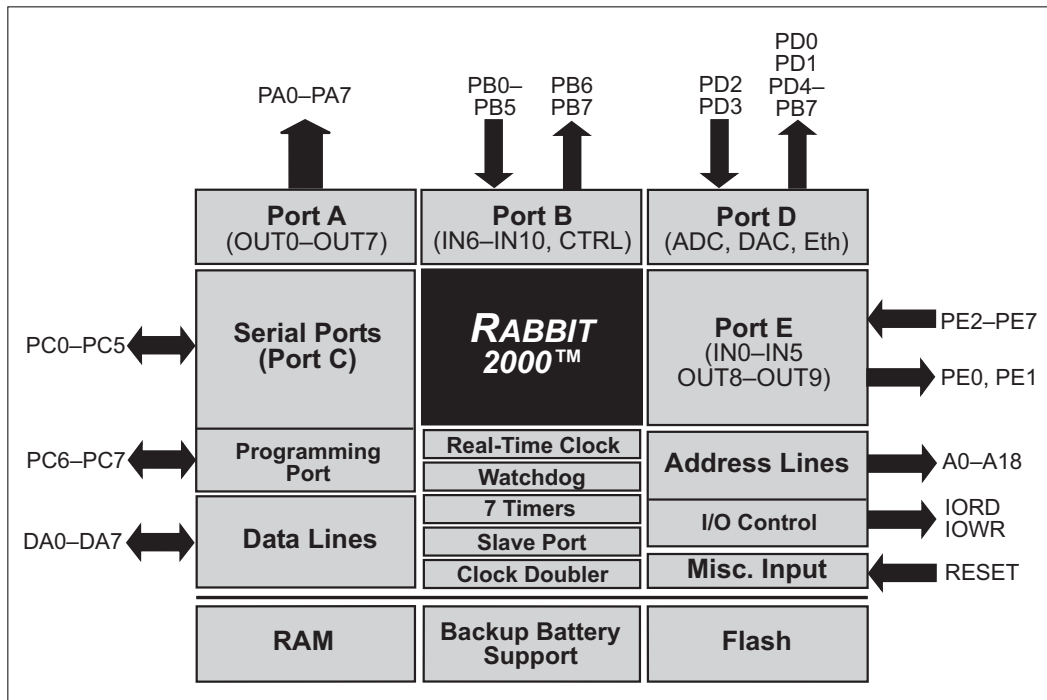 PA0–PA7
PB0–
PB5
PB6
PB7
PD2
PD3
PD0
PD1
PD4–
PB7
Port A
(OUT0–OUT7)
Port B
(IN6–IN10, CTRL)
Port D
(ADC, DAC, Eth)
PC0–PC5
Serial Ports
(Port C)
RABBIT
2000™
Port E
(IN0–IN5
OUT8–OUT9)
PE2–PE7
PE0, PE1
PC6–PC7
Programming
Port
Real-Time Clock
Watchdog
Address Lines
A0–A18
DA0–DA7
Data Lines
7 Timers
Slave Port
Clock Doubler
I/O Control
IORD
IOWR
Misc. Input
RESET
RAM
Backup Battery
Support
Flash